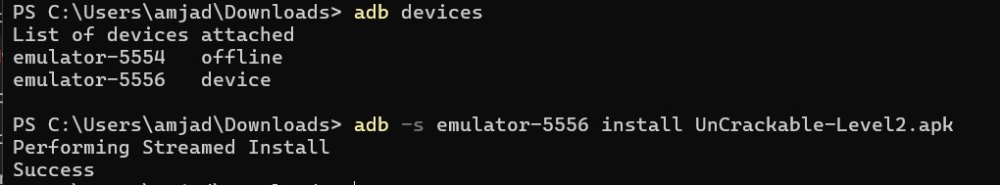 PS C:\Users\amjad\Downloads> adb devices
List of devices attached
emulator-5554   offline
emulator-5556   device

PS C:\Users\amjad\Downloads> adb -s emulator-5556 install UnCrackable-Level2.apk
Performing Streamed Install
Success